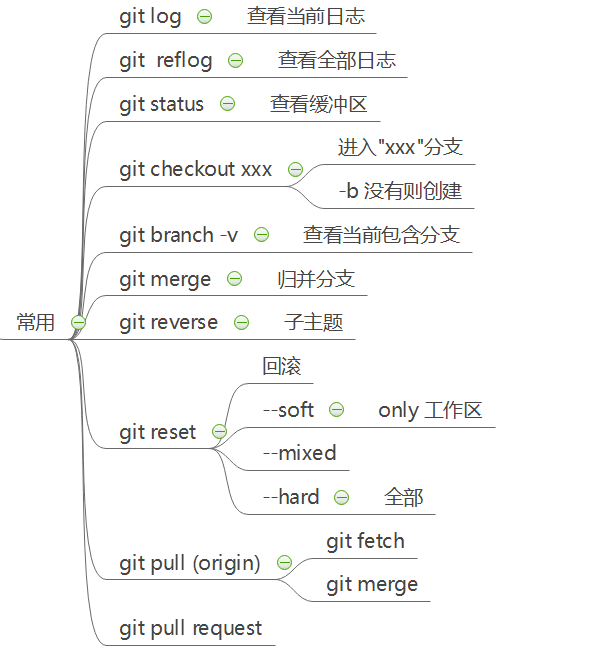 常用
git log 查看当前日志
git reflog 查看全部日志
git status 查看缓冲区
git checkout xxx
进入"xxx"分支
-b 没有则创建
git branch -v 查看当前包含分支
git merge 归并分支
git reverse 子主题
git reset
回滚
--soft only 工作区
--mixed
--hard 全部
git pull (origin)
git fetch
git merge
git pull request